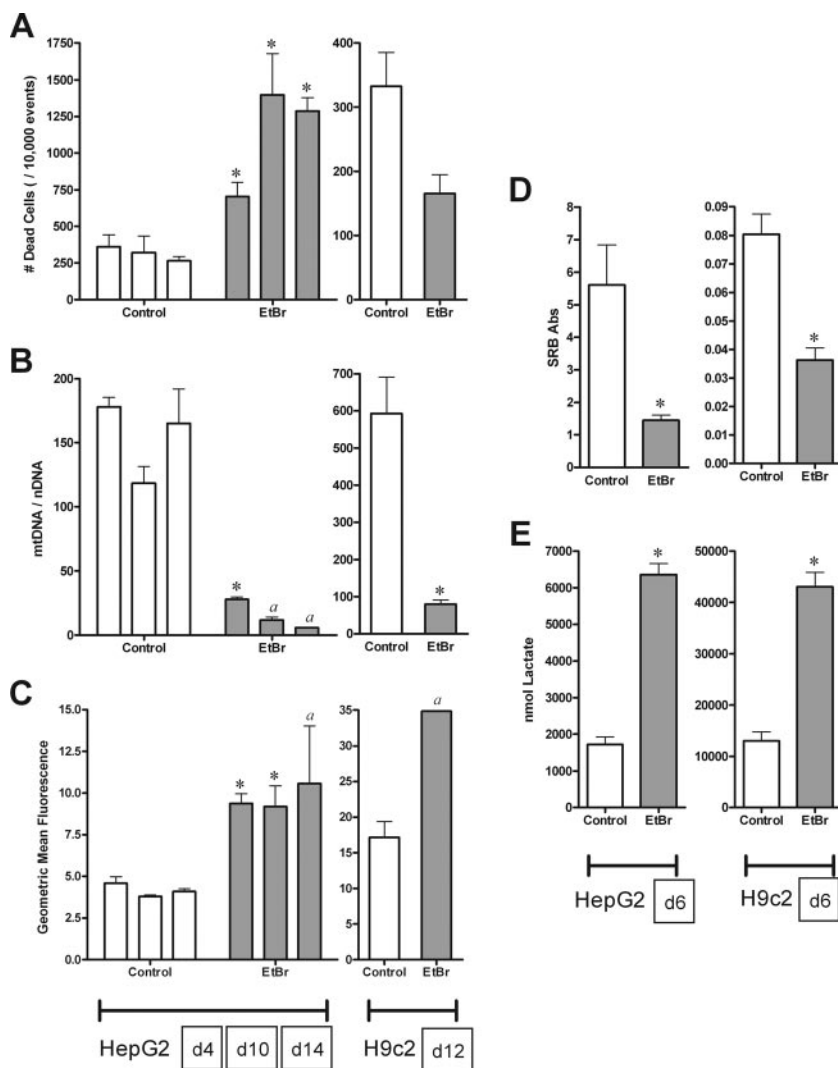 A
# Dead Cells ( / 10,000 events)
1750
1500
1250
1000
750
500
250
0
*
*
*
Control
EtBr
400
300
200
100
0
Control
EtBr
B
mtDNA / nDNA
200
150
100
50
0
*
a
a
Control
EtBr
700
600
500
400
300
200
100
0
*
Control
EtBr
C
Geometric Mean Fluorescence
15.0
12.5
10.0
7.5
5.0
2.5
0.0
*
*
a
Control
EtBr
35
30
25
20
15
10
5
0
a
Control
EtBr
HepG2 d4 d10 d14
H9c2 d12
D
SRB Abs
8
7
6
5
4
3
2
1
0
*
Control
EtBr
0.09
0.08
0.07
0.06
0.05
0.04
0.03
0.02
0.01
0.00
*
Control
EtBr
E
nmol Lactate
7000
6000
5000
4000
3000
2000
1000
0
*
Control
EtBr
50000
40000
30000
20000
10000
0
*
Control
EtBr
HepG2 d6
H9c2 d6